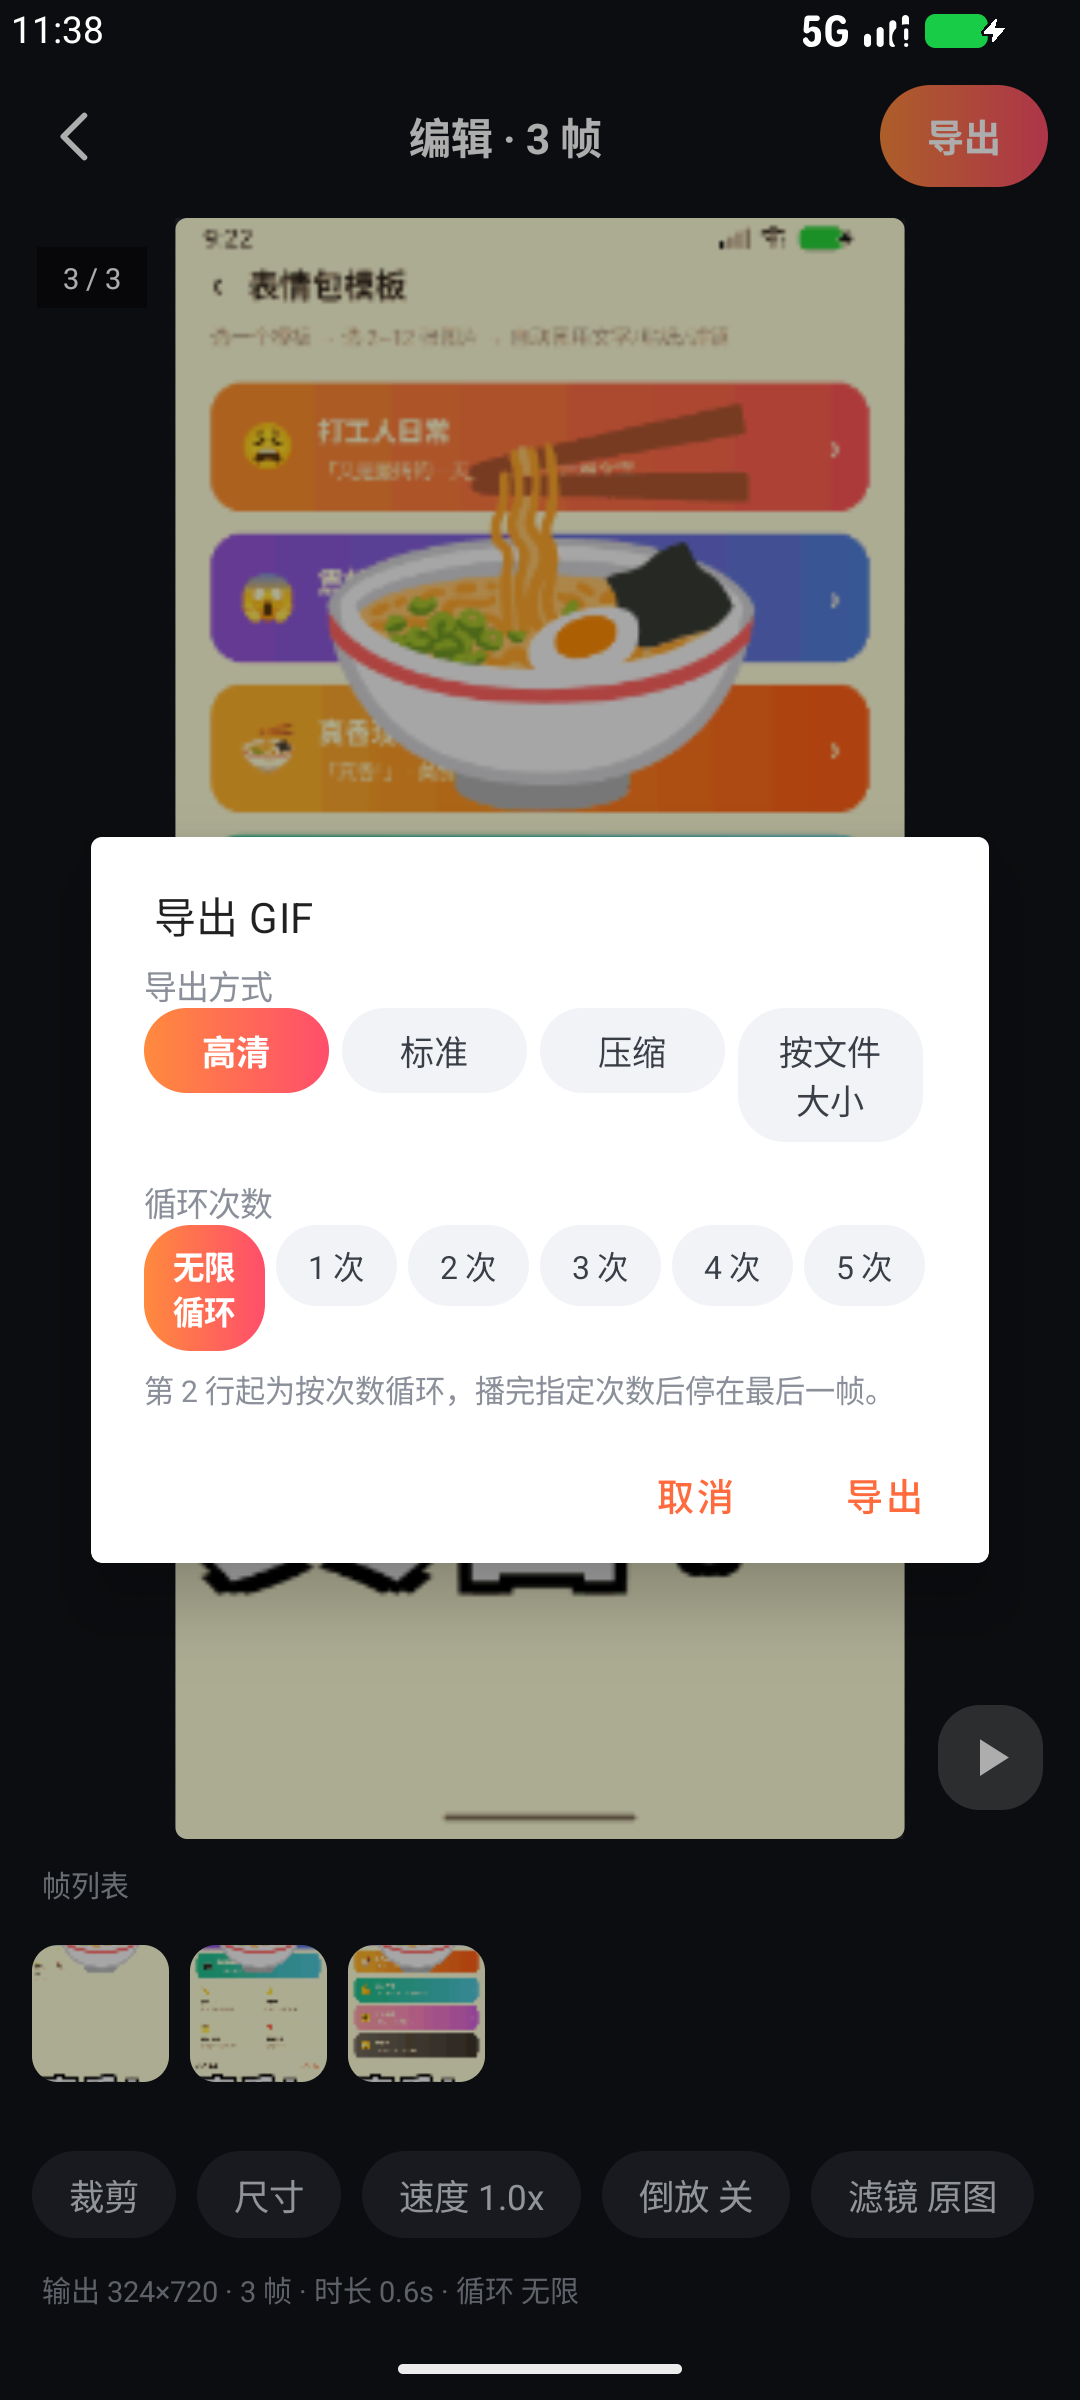 11:38
5G
编辑 · 3 帧
导出
3 / 3
9:22
表情包模板
打工人日常
导出 GIF
导出方式
高清
标准
压缩
按文件
大小
循环次数
无限
循环
1 次
2 次
3 次
4 次
5 次
第 2 行起为按次数循环，播完指定次数后停在最后一帧。
取消
导出
帧列表
裁剪
尺寸
速度 1.0x
倒放 关
滤镜 原图
输出 324×720 · 3 帧 · 时长 0.6s · 循环 无限